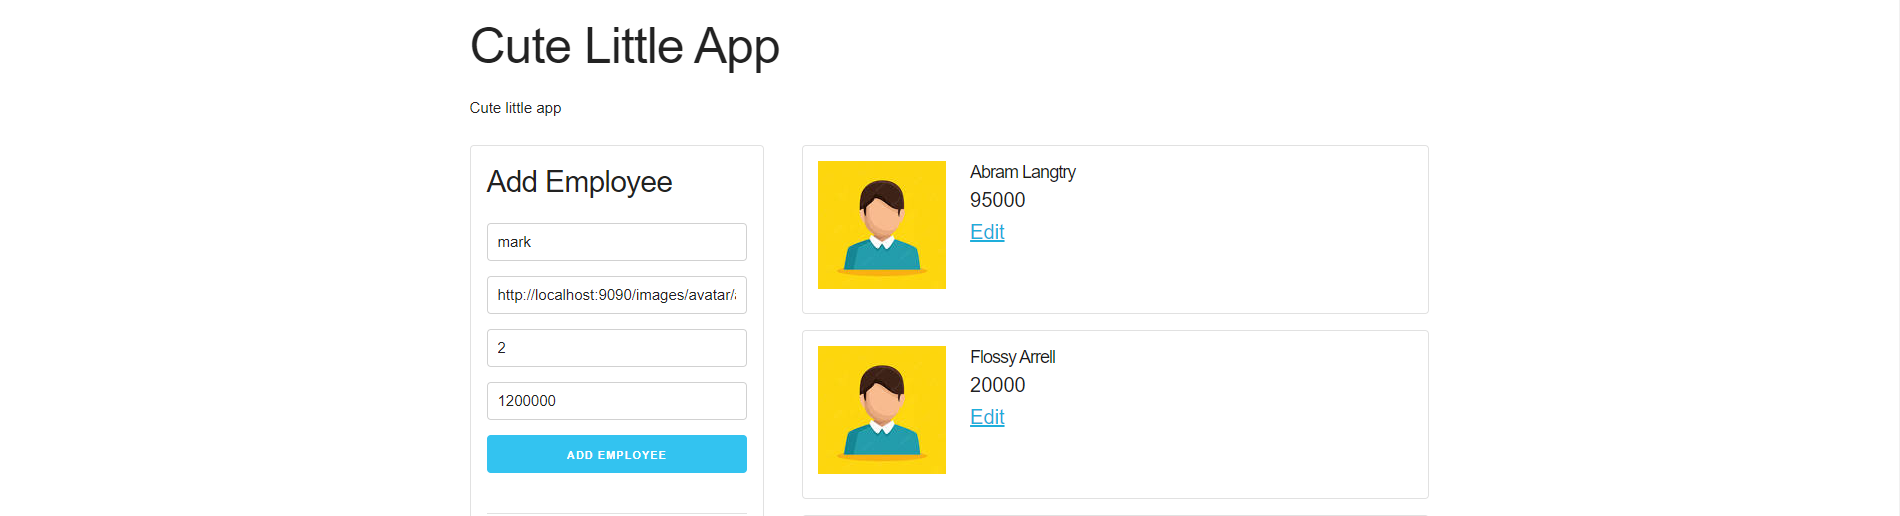 Cute Little App
Cute little app
Add Employee
mark
http://localhost:9090/images/avatar/
2
1200000
ADD EMPLOYEE
Abram Langtry
95000
Edit
Flossy Arrell
20000
Edit